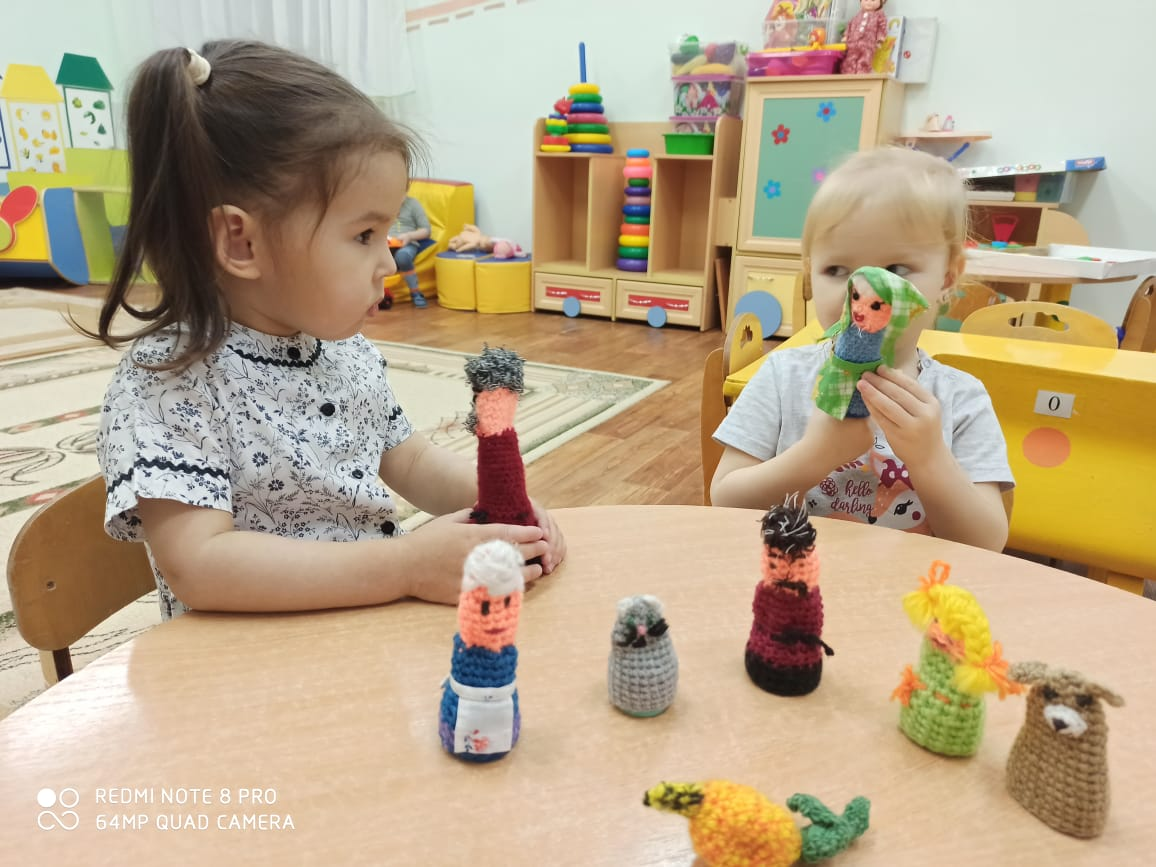 0
hello
darling
REDMI NOTE 8 PRO
64MP QUAD CAMERA